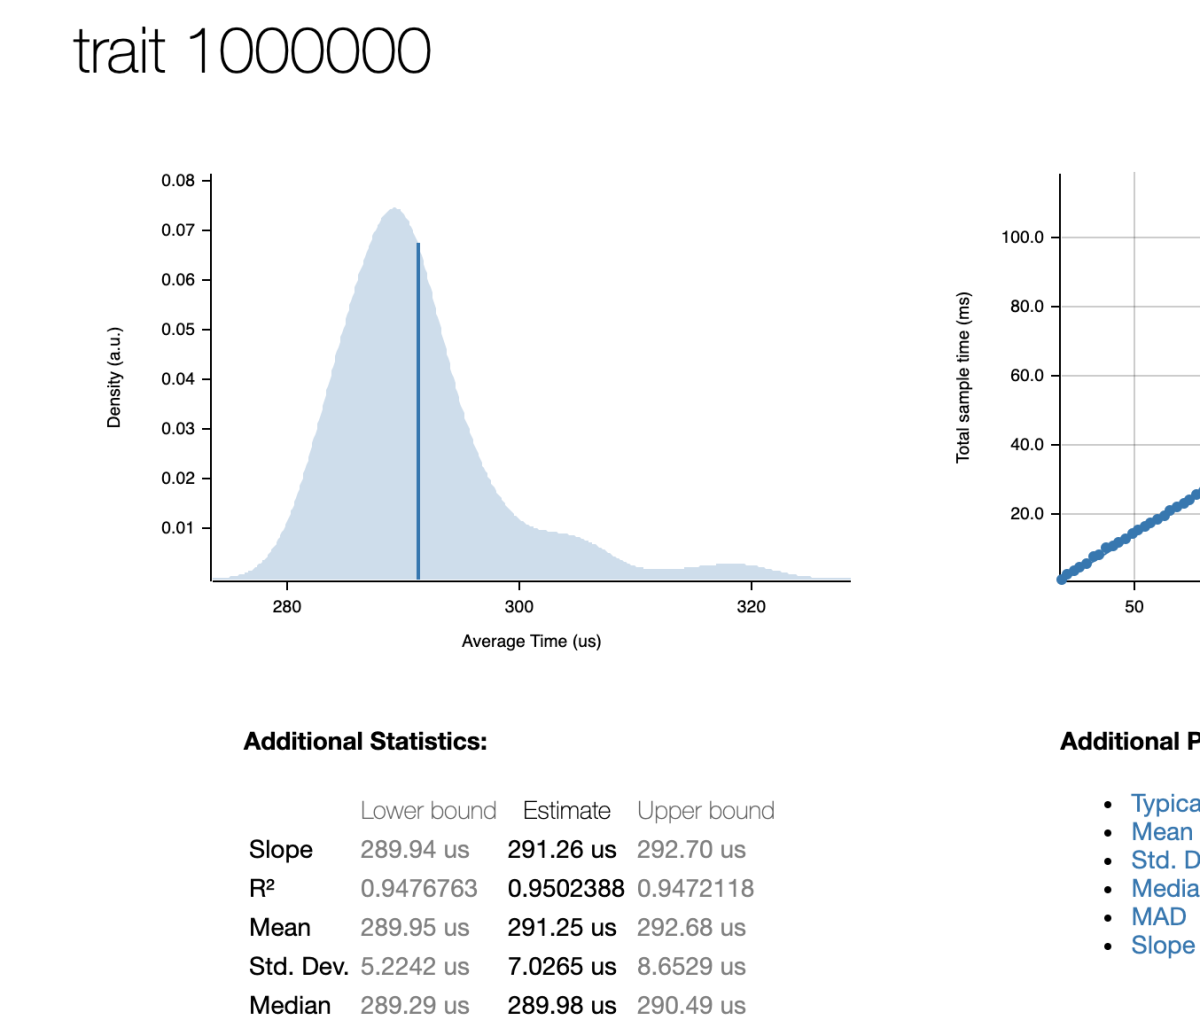 trait 1000000
0.08
0.07
0.06
0.05
0.04
0.03
0.02
0.01
Density (a.u.)
280 300 320
Average Time (us)
100.0
80.0
60.0
40.0
20.0
Total sample time (ms)
50
Additional Statistics:
Lower bound Estimate Upper bound
Slope 289.94 us 291.26 us 292.70 us
R² 0.9476763 0.9502388 0.9472118
Mean 289.95 us 291.25 us 292.68 us
Std. Dev. 5.2242 us 7.0265 us 8.6529 us
Median 289.29 us 289.98 us 290.49 us
Additional P
• Typica
• Mean
• Std. D
• Media
• MAD
• Slope